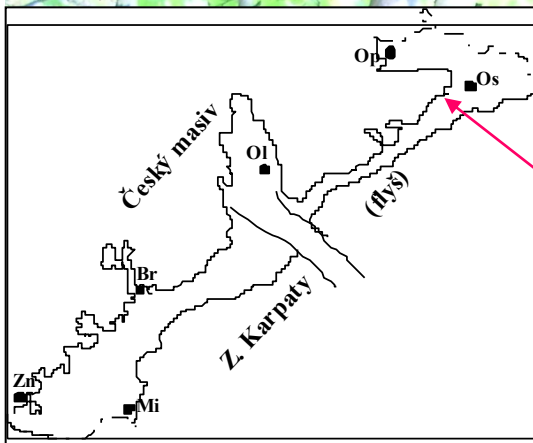 Op
Os
Český masiv
Ol
(flyš)
Br
Z. Karpaty
Zn
Mi